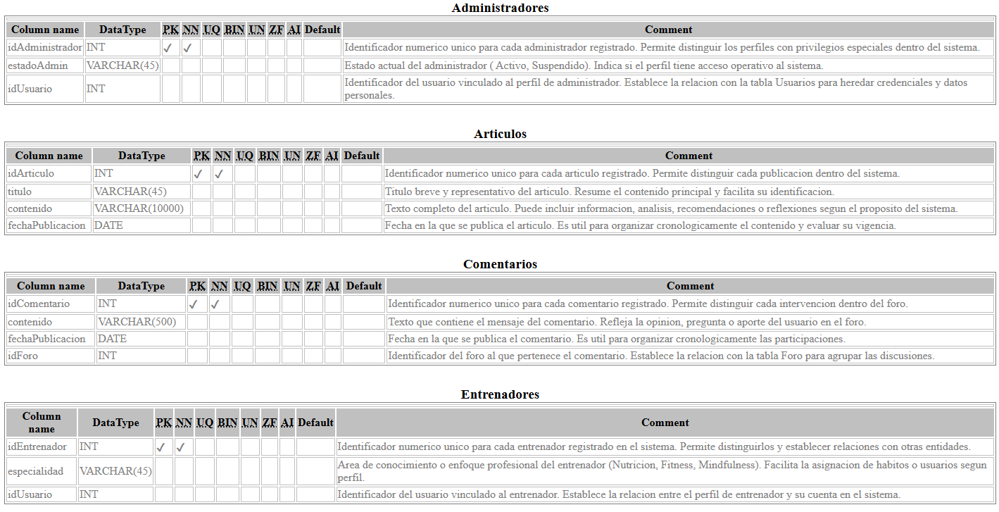 Administradores
Column name DataType PK NN UQ BIN UN ZF AI Default Comment
idAdministrador INT ✓ ✓ Identificador numerico unico para cada administrador registrado. Permite distinguir los perfiles con privilegios especiales dentro del sistema.
estadoAdmin VARCHAR(45) Estado actual del administrador ( Activo, Suspendido). Indica si el perfil tiene acceso operativo al sistema.
idUsuario INT Identificador del usuario vinculado al perfil de administrador. Establece la relacion con la tabla Usuarios para heredar credenciales y datos
personales.
Articulos
Column name DataType PK NN UQ BIN UN ZF AI Default Comment
idArticulo INT ✓ ✓ Identificador numerico unico para cada articulo registrado. Permite distinguir cada publicacion dentro del sistema.
titulo VARCHAR(45) Titulo breve y representativo del articulo. Resume el contenido principal y facilita su identificacion.
contenido VARCHAR(10000) Texto completo del articulo. Puede incluir informacion, analisis, recomendaciones o reflexiones segun el proposito del sistema.
fechaPublicacion DATE Fecha en la que se publica el articulo. Es util para organizar cronologicamente el contenido y evaluar su vigencia.
Comentarios
Column name DataType PK NN UQ BIN UN ZF AI Default Comment
idComentario INT ✓ ✓ Identificador numerico unico para cada comentario registrado. Permite distinguir cada intervencion dentro del foro.
contenido VARCHAR(500) Texto que contiene el mensaje del comentario. Refleja la opinion, pregunta o aporte del usuario en el foro.
fechaPublicacion DATE Fecha en la que se publica el comentario. Es util para organizar cronologicamente las participaciones.
idForo INT Identificador del foro al que pertenece el comentario. Establece la relacion con la tabla Foro para agrupar las discusiones.
Entrenadores
Column
name DataType PK NN UQ BIN UN ZF AI Default Comment
idEntrenador INT ✓ ✓ Identificador numerico unico para cada entrenador registrado en el sistema. Permite distinguirlos y establecer relaciones con otras entidades.
especialidad VARCHAR(45) Area de conocimiento o enfoque profesional del entrenador (Nutricion, Fitness, Mindfulness). Facilita la asignacion de habitos o usuarios segun
perfil.
idUsuario INT Identificador del usuario vinculado al entrenador. Establece la relacion entre el perfil de entrenador y su cuenta en el sistema.